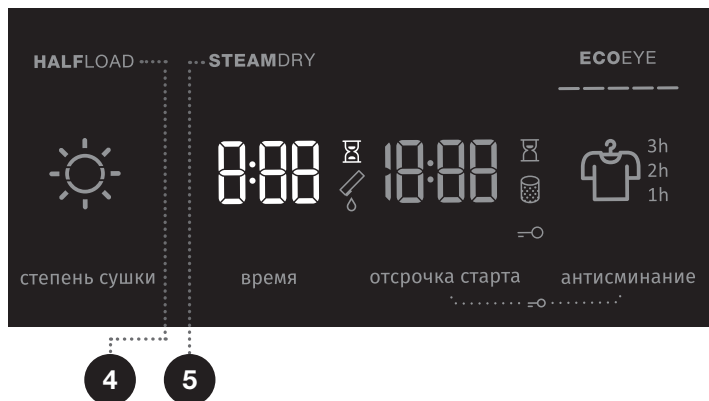 HALFLOAD
STEAMDRY
ECOEYE
8:88
18:88
3h
2h
1h
степень сушки
время
отсрочка старта
антисминание
4
5